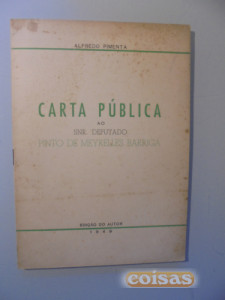 ALFREDO PIMENTA
CARTA PÚBLICA
AO
SNR. DEPUTADO
PINTO DE MEYRELLES BARRIGA
EDIÇÃO DO AUTOR
coisas